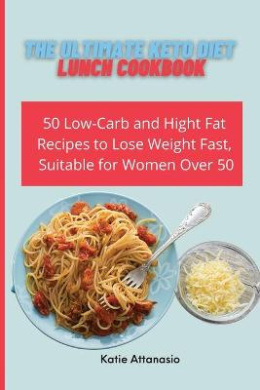 THE ULTIMATE KETO DIET
LUNCH COOKBOOK
50 Low-Carb and Hight Fat
Recipes to Lose Weight Fast,
Suitable for Women Over 50
Katie Attanasio